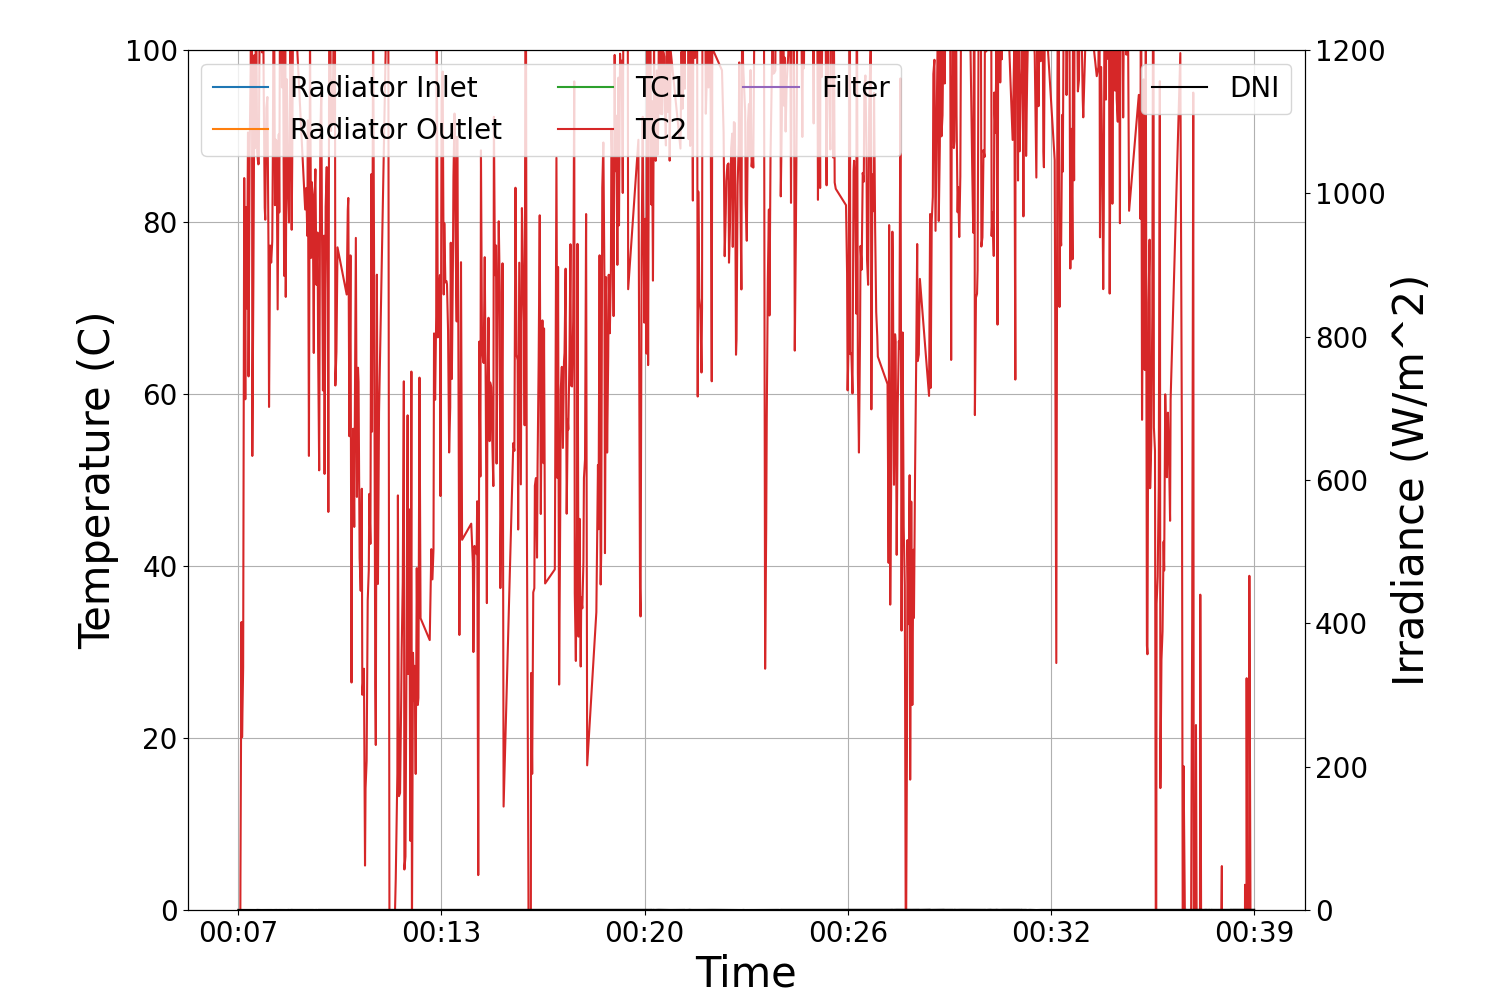 100
80
60
40
20
0
Temperature (C)
Radiator Inlet
Radiator Outlet
TC1
TC2
Filter
DNI
1200
1000
800
600
400
200
0
Irradiance (W/m^2)
00:07
00:13
00:20
00:26
00:32
00:39
Time